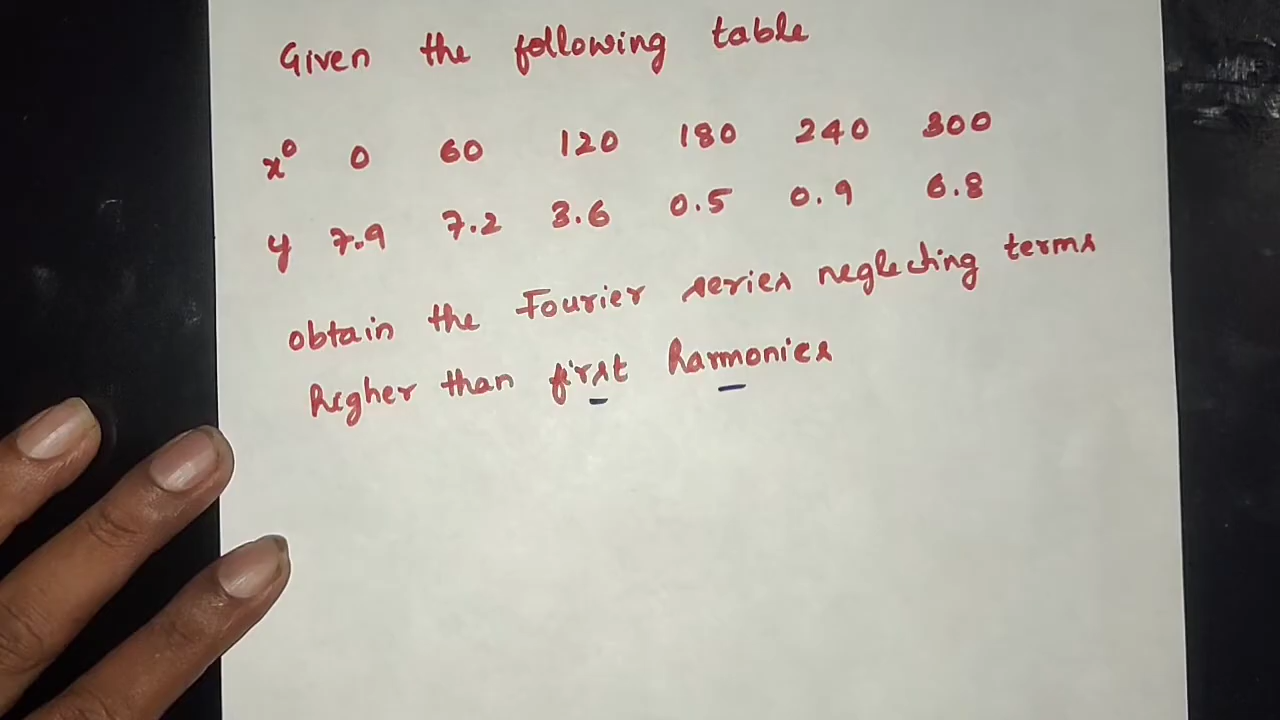 Given the following table
x⁰ 0 60 120 180 240 300
y 7.9 7.2 3.6 0.5 0.9 6.8
obtain the Fourier series neglecting terms
higher than first harmonics